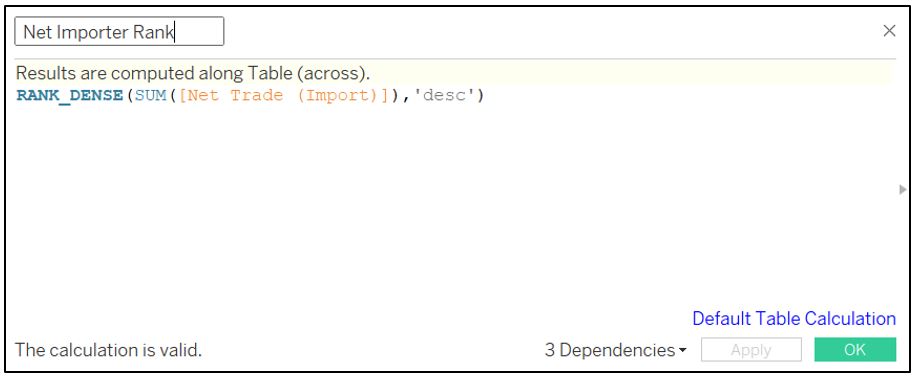 Net Importer Rank
Results are computed along Table (across).
RANK_DENSE(SUM([Net Trade (Import)]),'desc')
Default Table Calculation
The calculation is valid. 3 Dependencies Apply OK